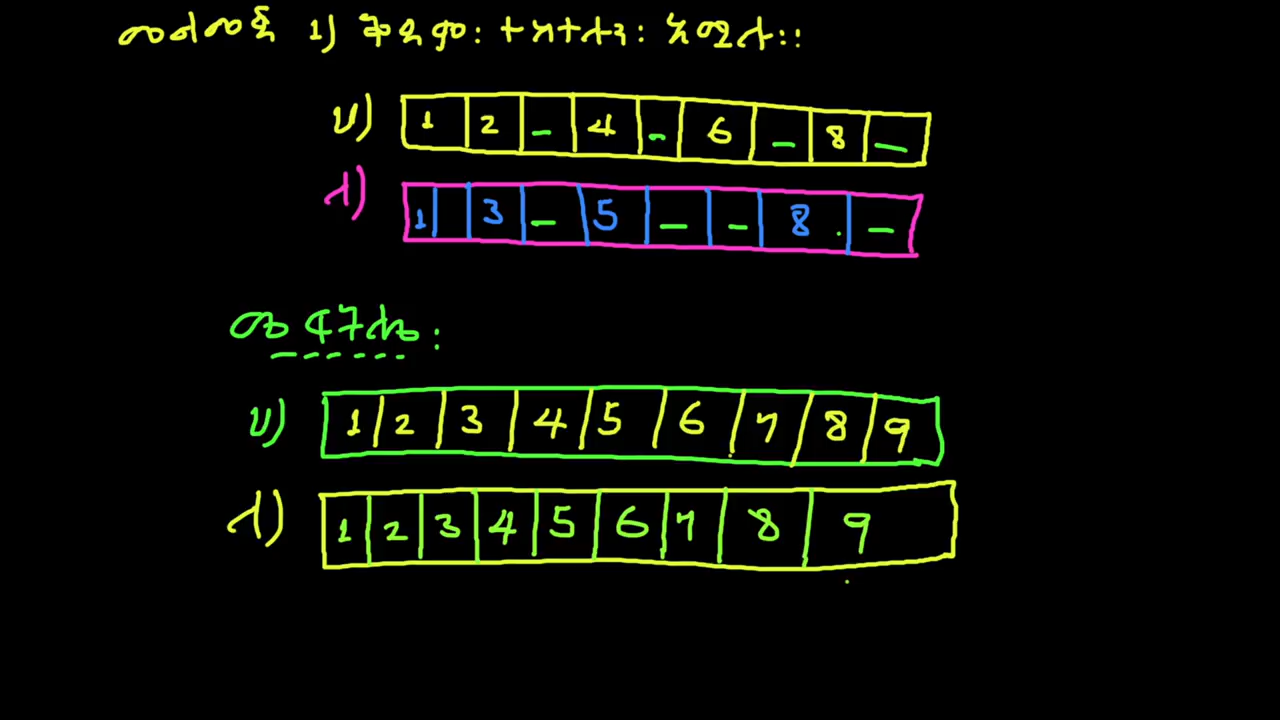 መልመጃ 1) ቅደም፡ ተከተሉን፡ አሟሉ።
ሀ) 1 2 _ 4 _ 6 _ 8 _
ለ) 1 3 _ 5 _ _ 8 _
ሀ) 1 2 3 4 5 6 7 8 9
ለ) 1 2 3 4 5 6 7 8 9